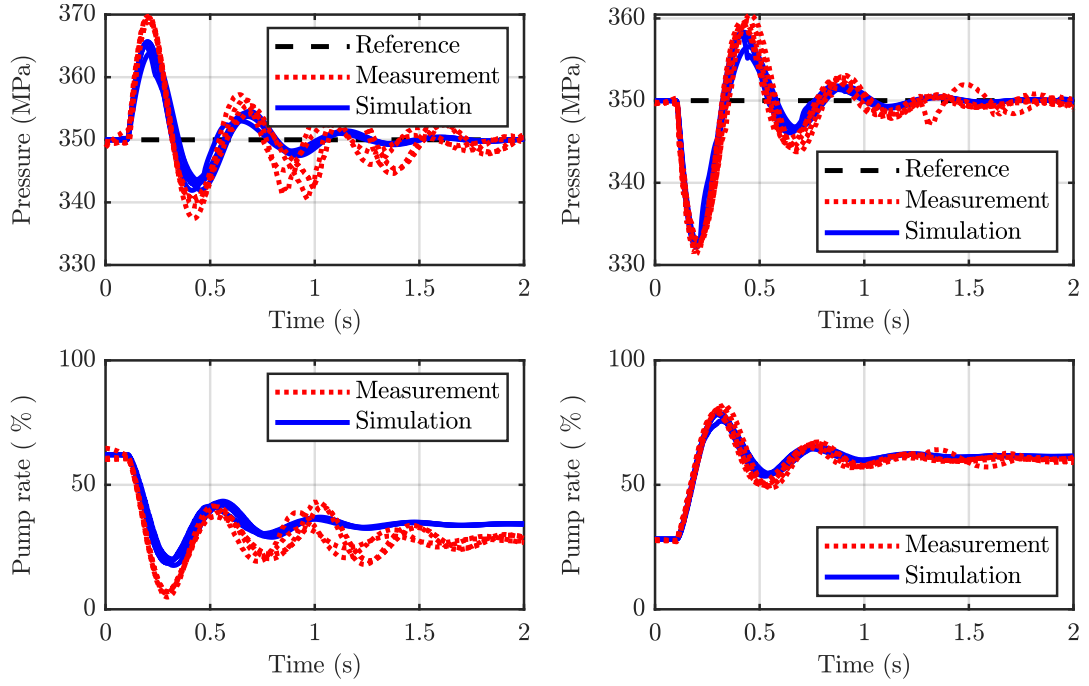 370
360
350
340
330
Pressure (MPa)
Reference
Measurement
Simulation
0
0.5
1
1.5
2
Time (s)
360
350
340
330
Pressure (MPa)
Reference
Measurement
Simulation
0
0.5
1
1.5
2
Time (s)
100
50
0
Pump rate ( % )
Measurement
Simulation
0
0.5
1
1.5
2
Time (s)
100
50
0
Pump rate ( % )
Measurement
Simulation
0
0.5
1
1.5
2
Time (s)